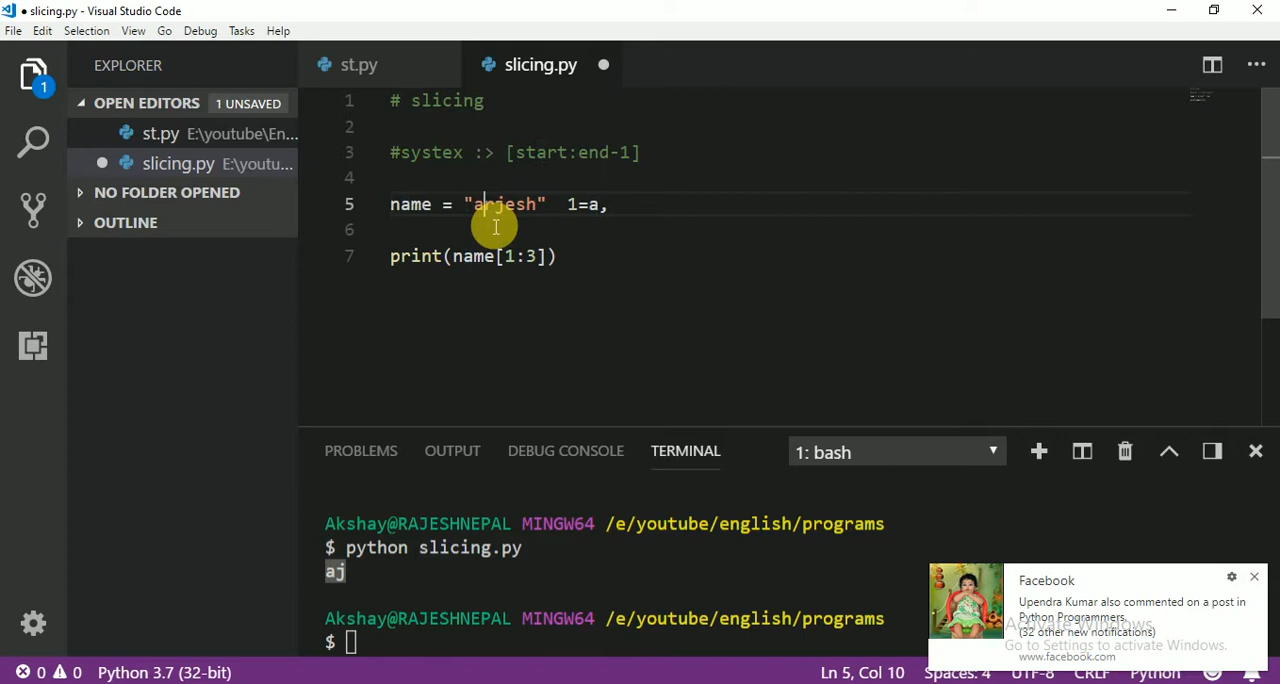 ● slicing.py - Visual Studio Code
File Edit Selection View Go Debug Tasks Help
EXPLORER
st.py
slicing.py
1
OPEN EDITORS 1 UNSAVED
st.py E:\youtube\En...
slicing.py E:\youtu...
NO FOLDER OPENED
OUTLINE
1 # slicing
2
3 #systex :> [start:end-1]
4
5 name = "arjesh" 1=a,
6
7 print(name[1:3])
PROBLEMS OUTPUT DEBUG CONSOLE TERMINAL 1: bash
Akshay@RAJESHNEPAL MINGW64 /e/youtube/english/programs
$ python slicing.py
aj
Akshay@RAJESHNEPAL MINGW64 /e/youtube/english/programs
$
Facebook
Upendra Kumar also commented on a post in
Python Programmers.
(32 other new notifications)
www.facebook.com
Activate Windows
Go to Settings to activate Windows.
0 0 Python 3.7 (32-bit) Ln 5, Col 10 Spaces: 4 UTF-8 CRLF Python